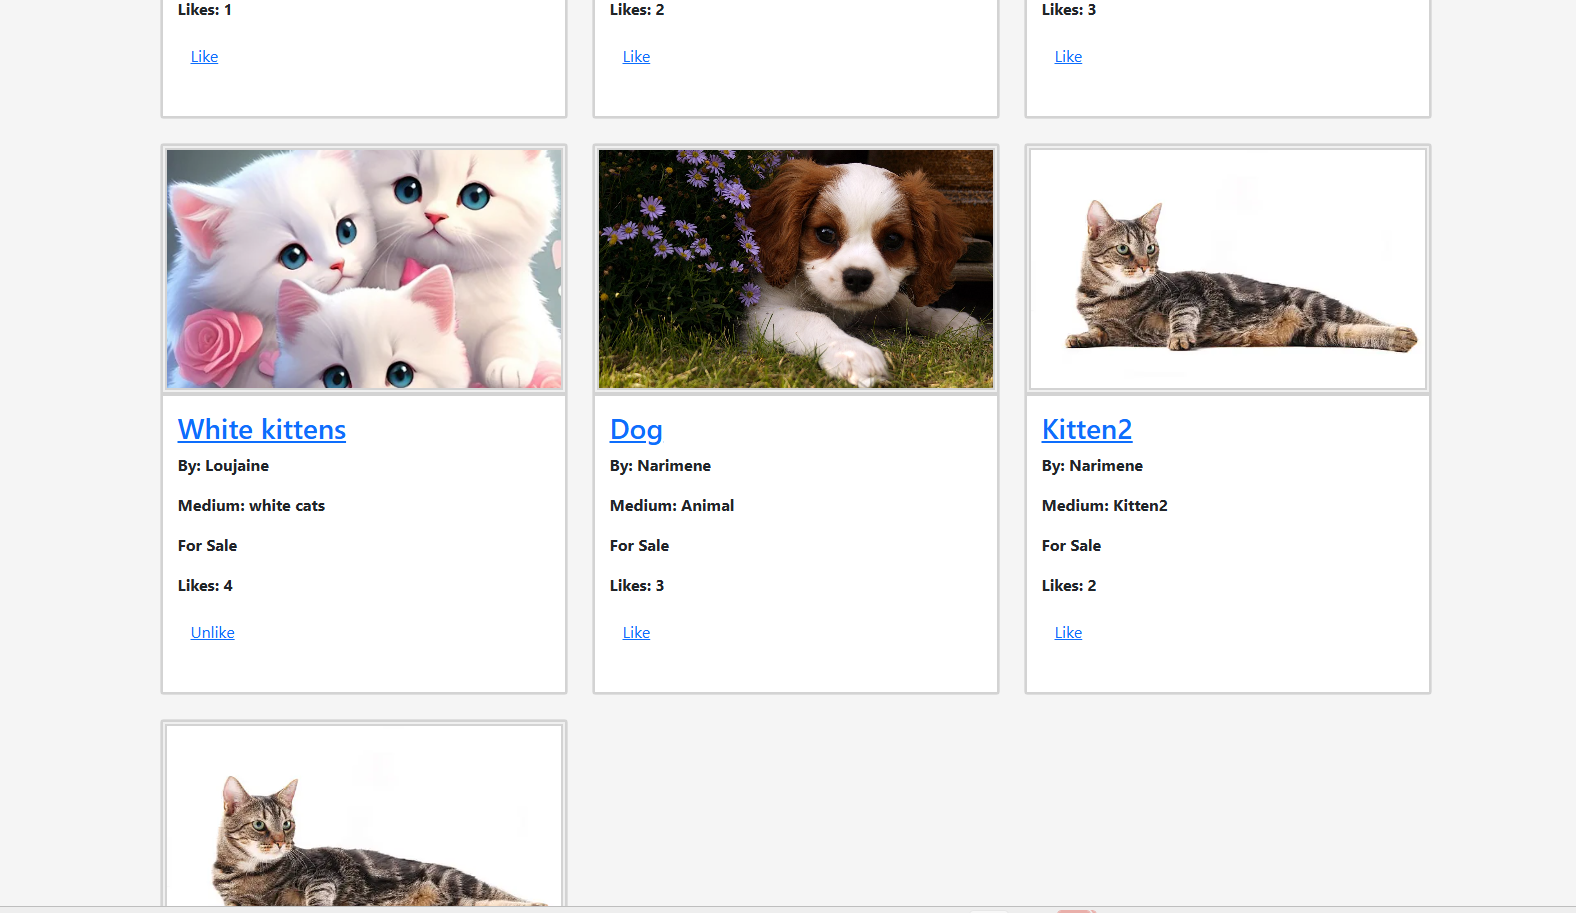 Likes: 1
Likes: 2
Likes: 3
Like
Like
Like
White kittens
By: Loujaine
Medium: white cats
For Sale
Likes: 4
Unlike
Dog
By: Narimene
Medium: Animal
For Sale
Likes: 3
Like
Kitten2
By: Narimene
Medium: Kitten2
For Sale
Likes: 2
Like